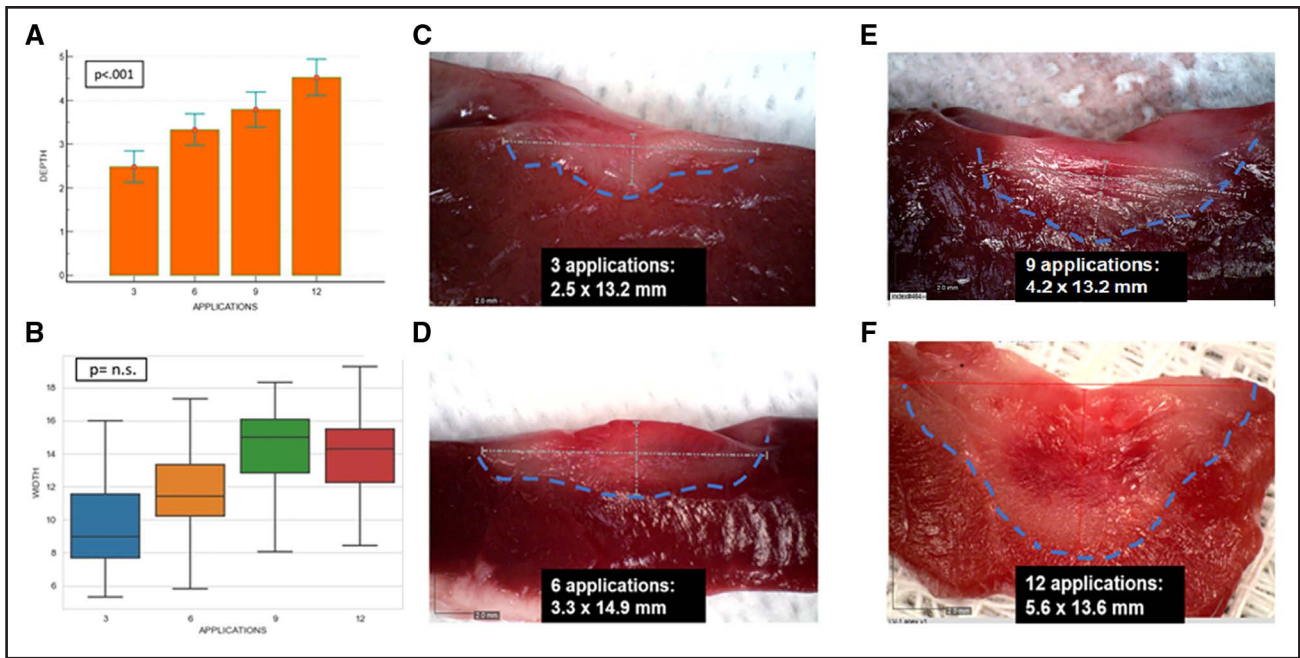 A
p<.001
5
4
3
2
1
0
DEPTH
3 6 9 12
APPLICATIONS
B
p= n.s.
18
16
14
12
10
8
6
WIDTH
3 6 9 12
APPLICATIONS
C
3 applications:
2.5 x 13.2 mm
2.0 mm
D
6 applications:
3.3 x 14.9 mm
2.0 mm
E
9 applications:
4.2 x 13.2 mm
2.0 mm
F
12 applications:
5.6 x 13.6 mm
2.0 mm